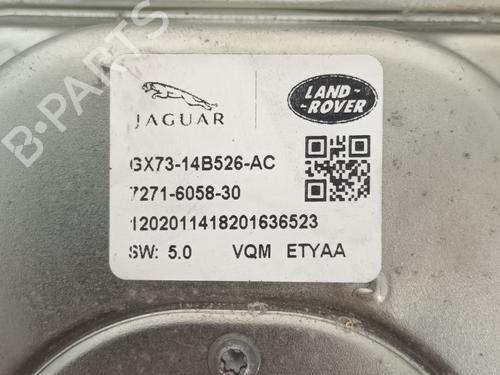 B-PARTS
JAGUAR
LAND-
-ROVER
GX73-14B526-AC
7271-6058-30
1202011418201636523
SW: 5.0 VQM ETYAA